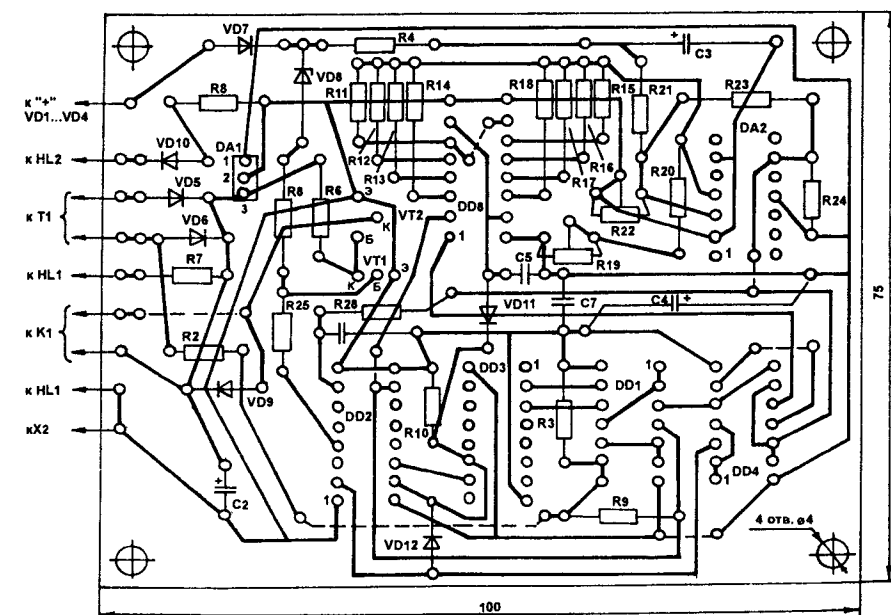 VD7
R4
C3
VD8
R8
R11
R14
R18
R15
R21
R23
к "+"
VD1...VD4
DA2
VD10
DA1
1
2
3
R12
R13
R16
R17
R20
к HL2
VD5
R8
R6
Э
К
Б
VT2
DD8
1
R22
R24
1
к T1
VD6
R7
VT1
К
Б
Э
C5
R19
к HL1
R28
VD11
C7
C4
+
+
75
к K1
R25
R2
DD3
1
DD1
1
к HL1
VD9
DD2
R10
R3
кX2
DD4
1
+
C2
1
R9
VD12
4 отв. ø4
100